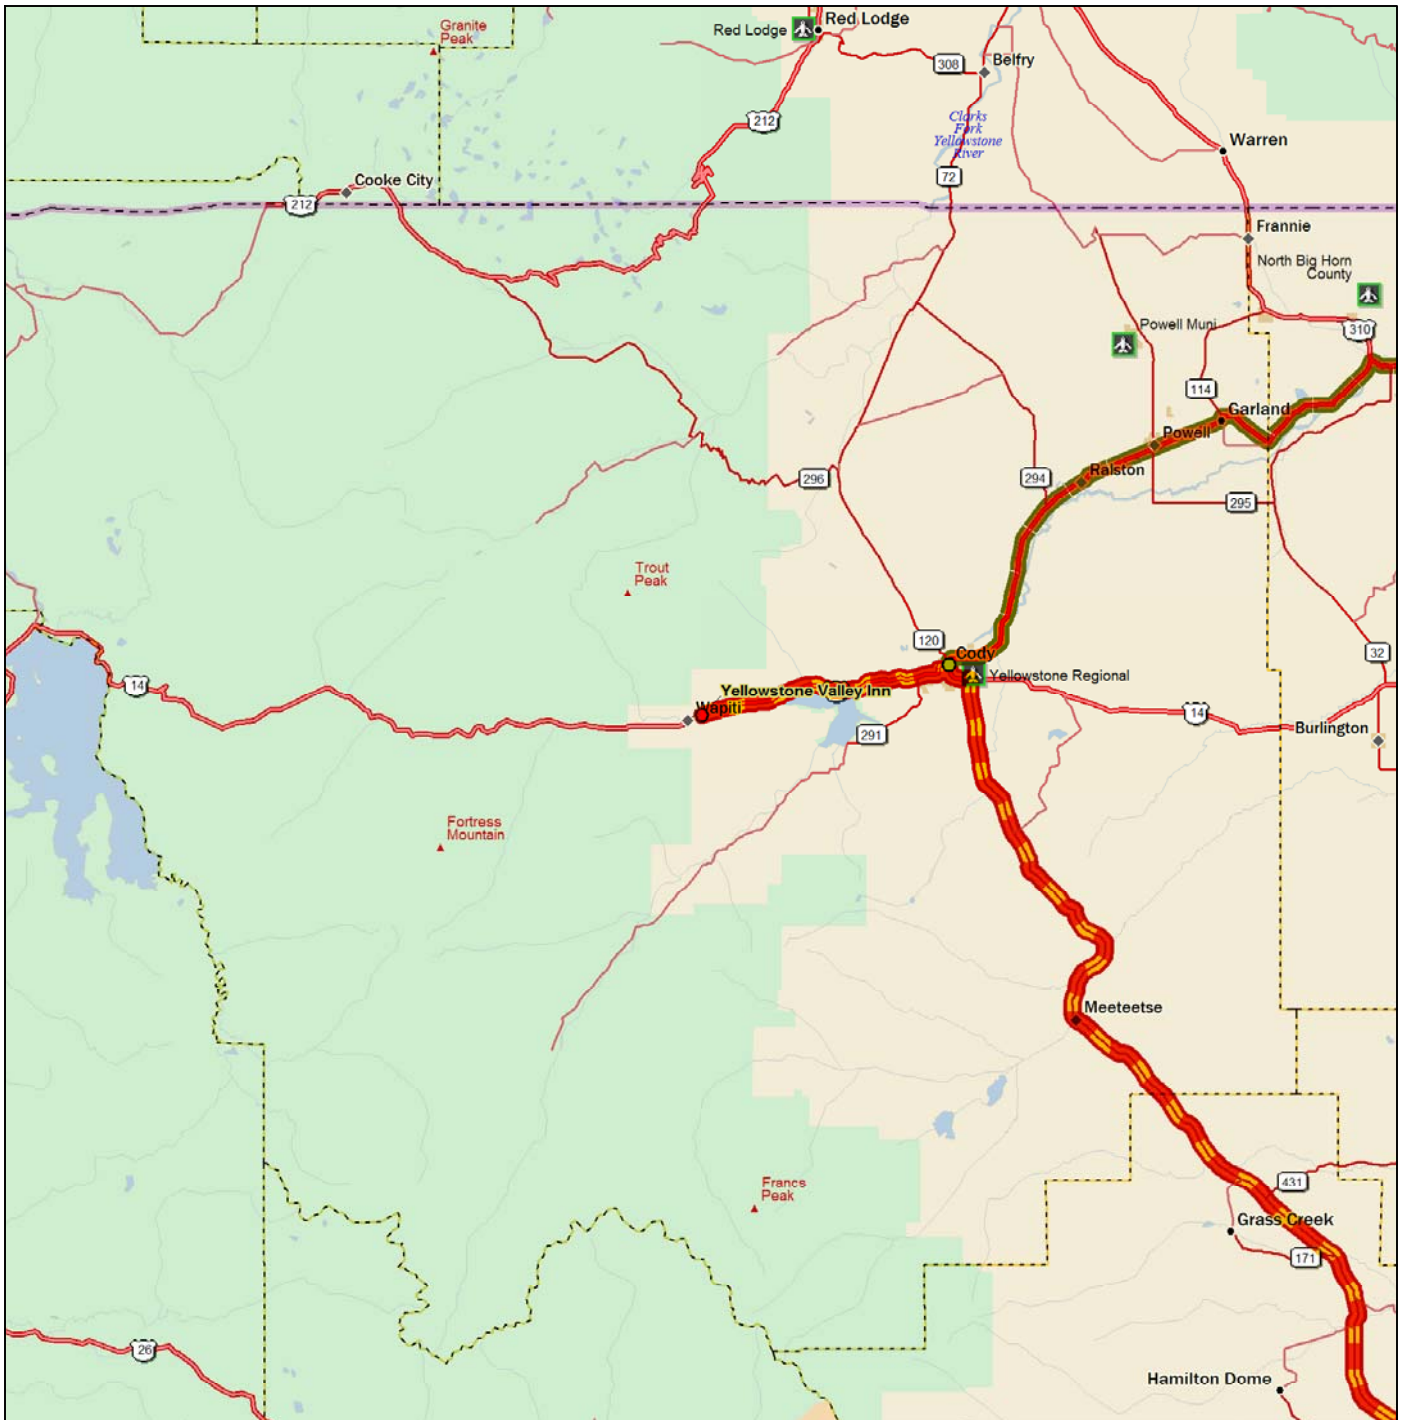 Granite
Peak
Red Lodge
Red Lodge
308
Belfry
212
Clarks
Fork
Yellowstone
River
Warren
72
Cooke City
212
Frannie
North Big Horn
County
Powell Muni
310
114
Garland
Powell
Ralston
296
294
295
Trout
Peak
120
Cody
32
Yellowstone Regional
14
Yellowstone Valley Inn
Wapiti
14
291
Burlington
Fortress
Mountain
Meeteetse
431
Francs
Peak
Grass Creek
171
26
Hamilton Dome